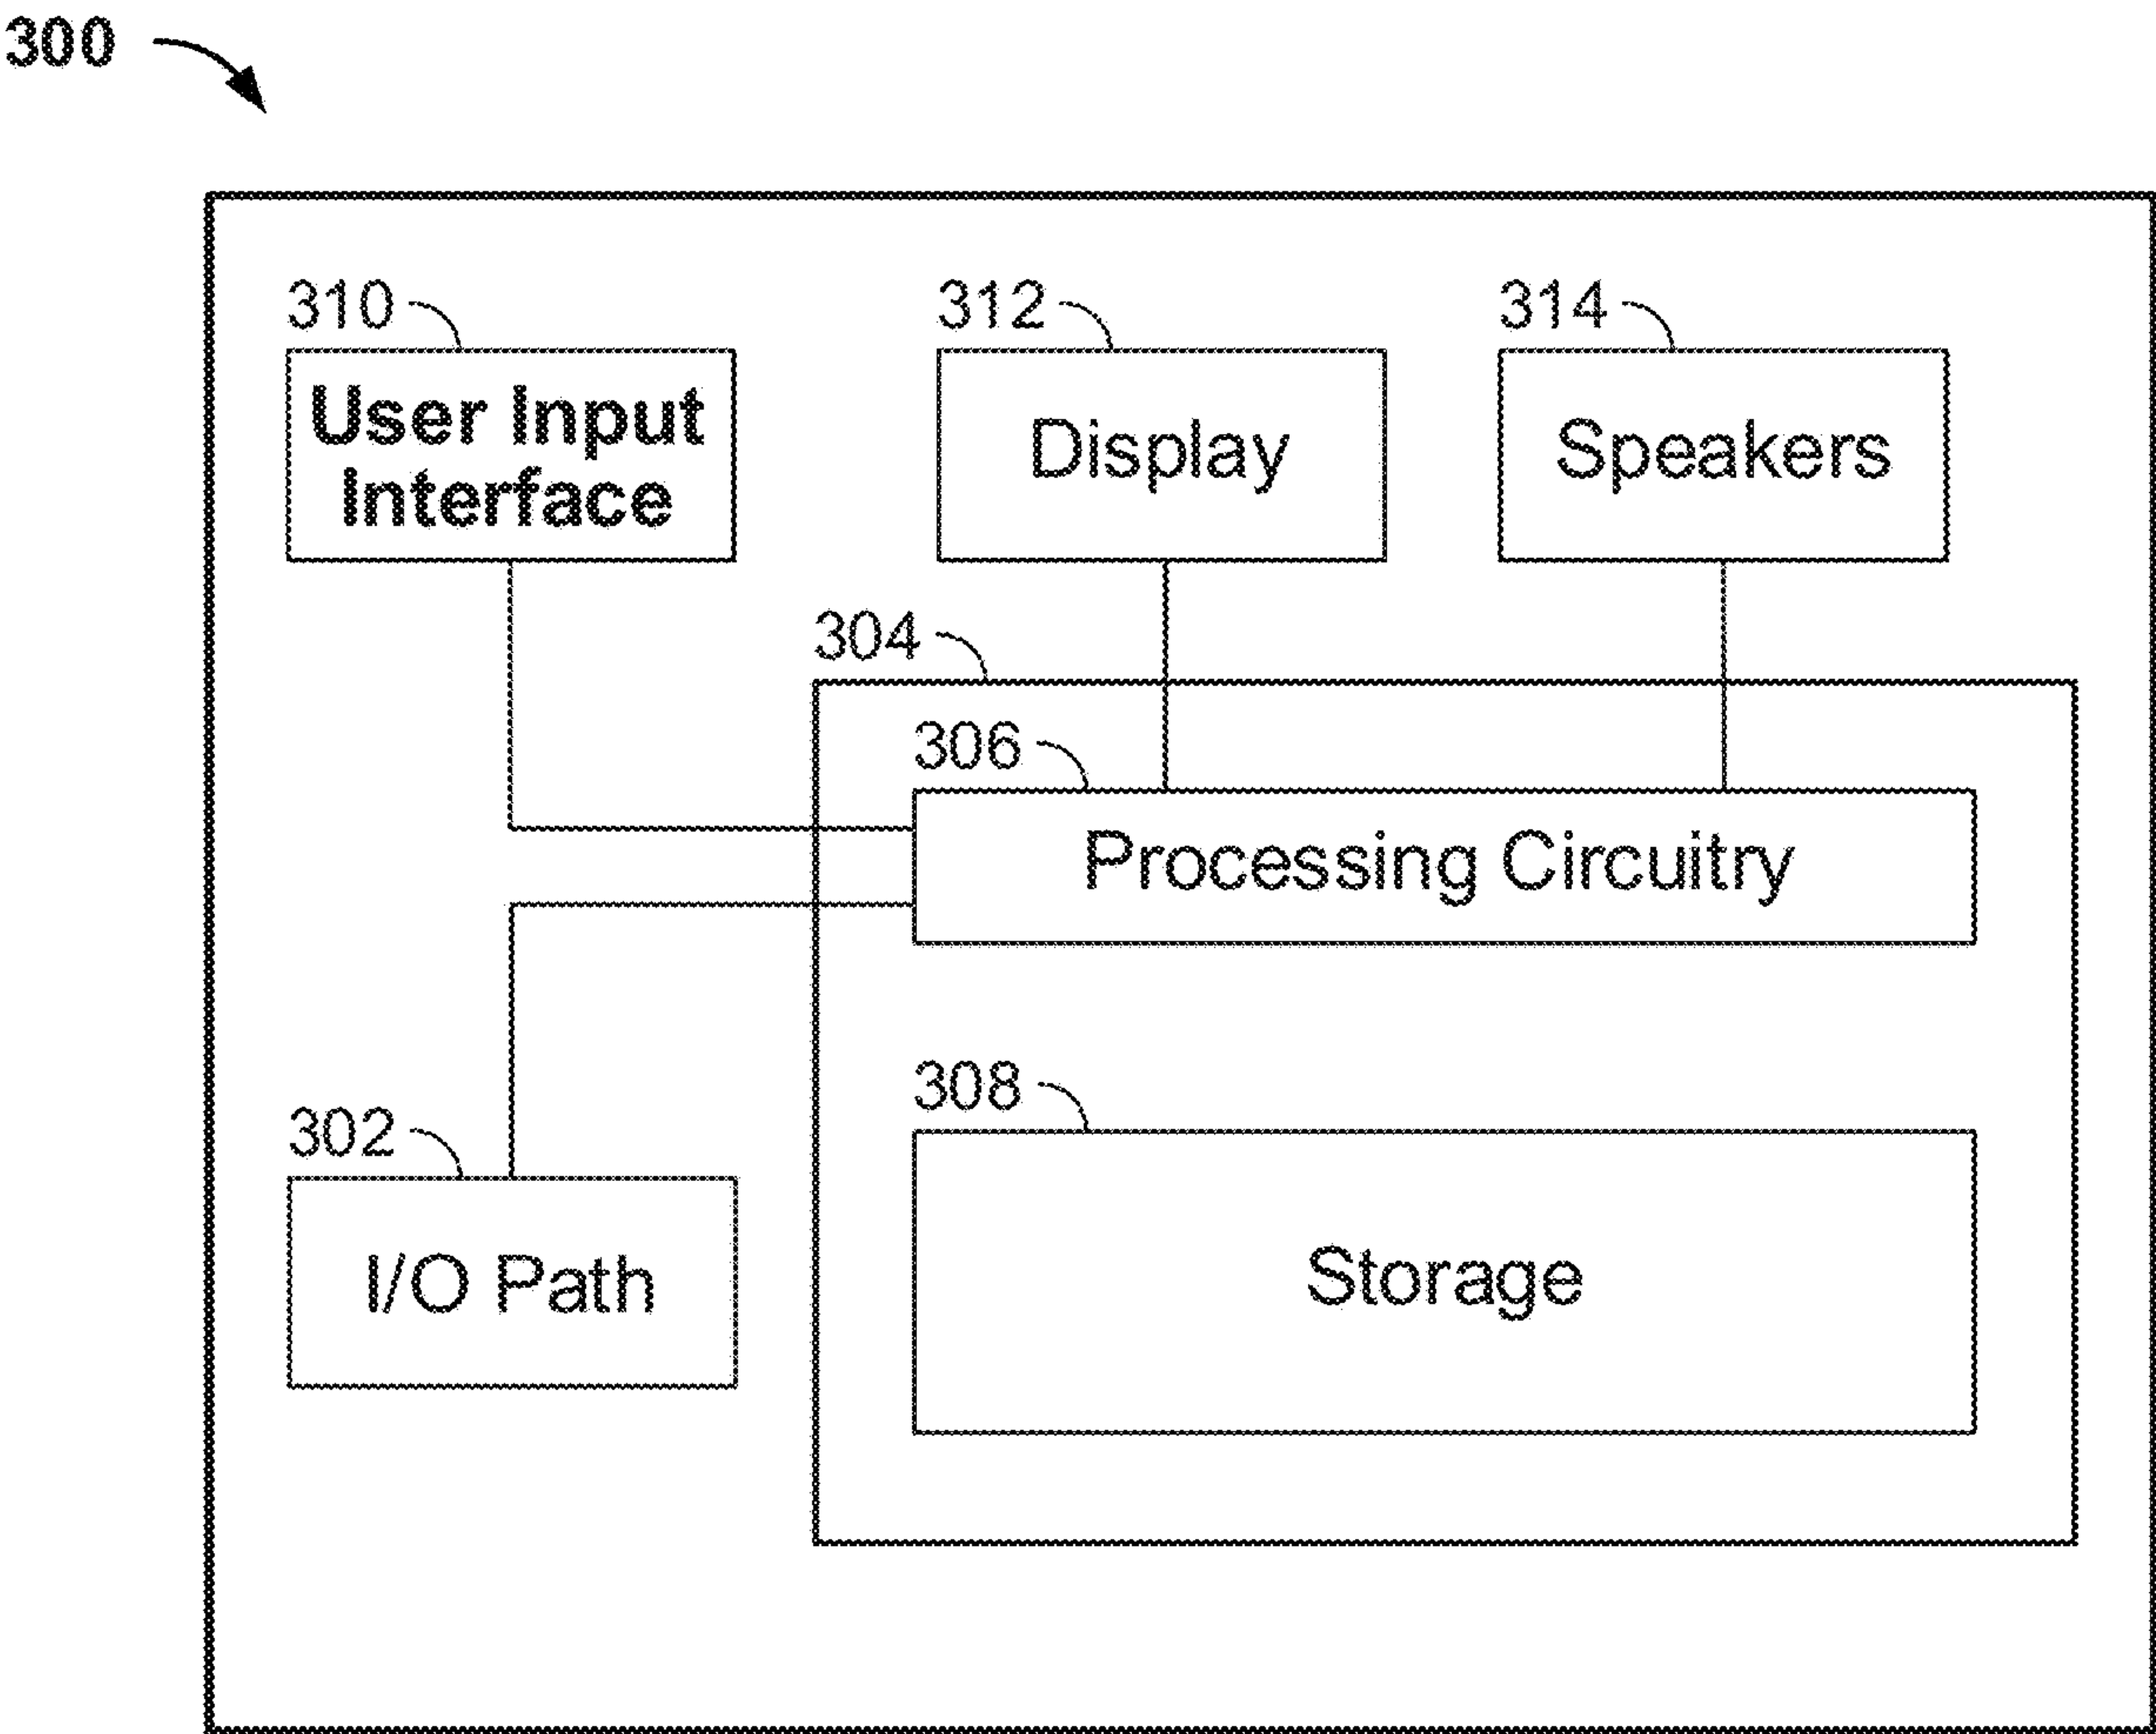 300
310
312
314
User Input
Interface
Display
Speakers
304
306
Processing Circuitry
308
302
I/O Path
Storage